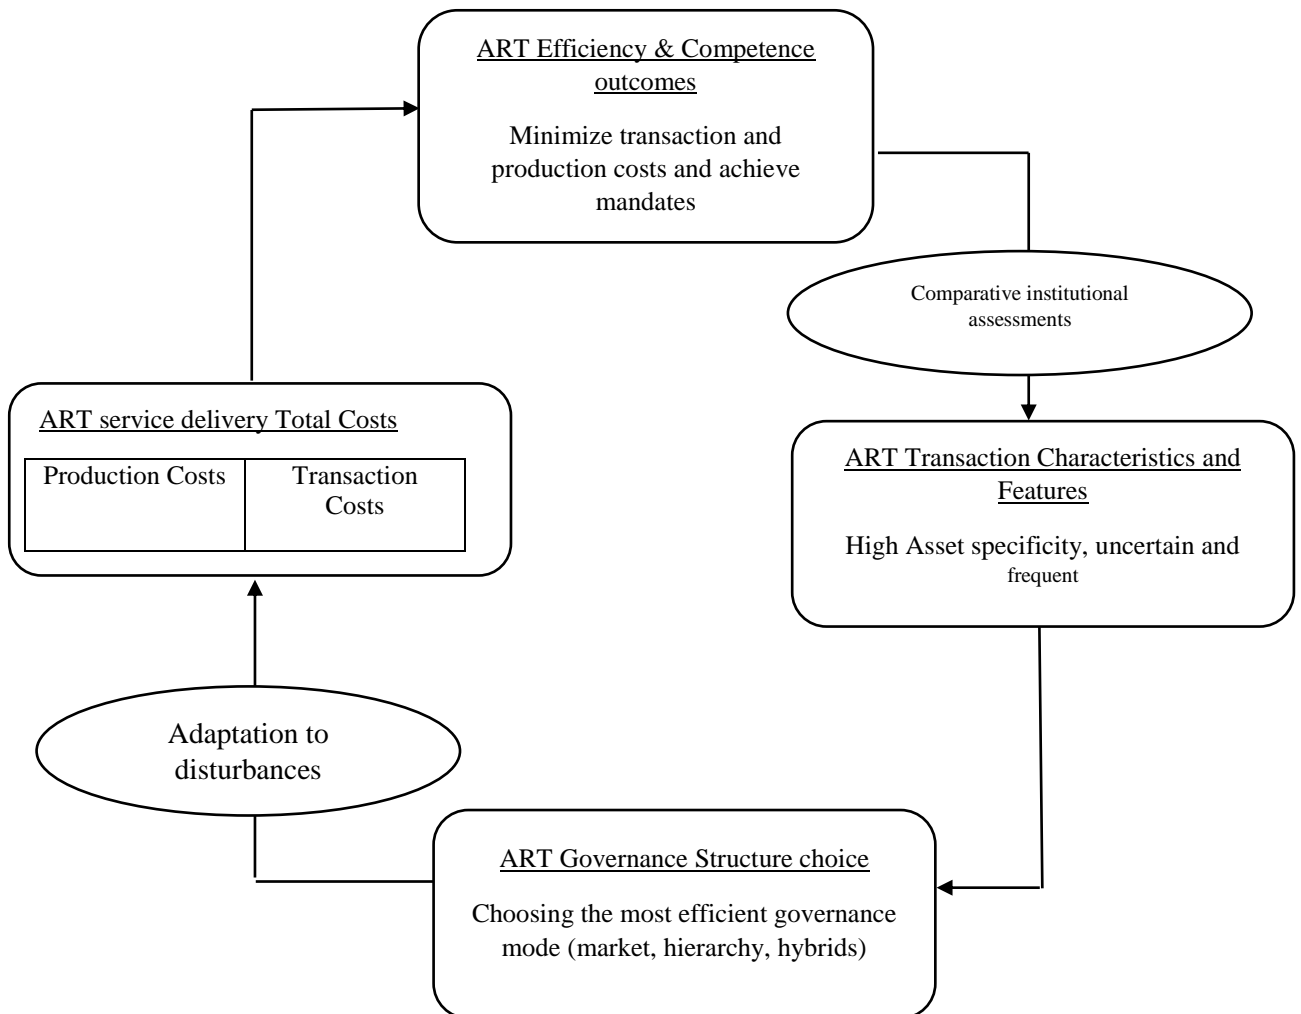 ART Efficiency & Competence
outcomes
Minimize transaction and
production costs and achieve
mandates
Comparative institutional
assessments
ART service delivery Total Costs
Production Costs
Transaction
Costs
ART Transaction Characteristics and
Features
High Asset specificity, uncertain and
frequent
Adaptation to
disturbances
ART Governance Structure choice
Choosing the most efficient governance
mode (market, hierarchy, hybrids)